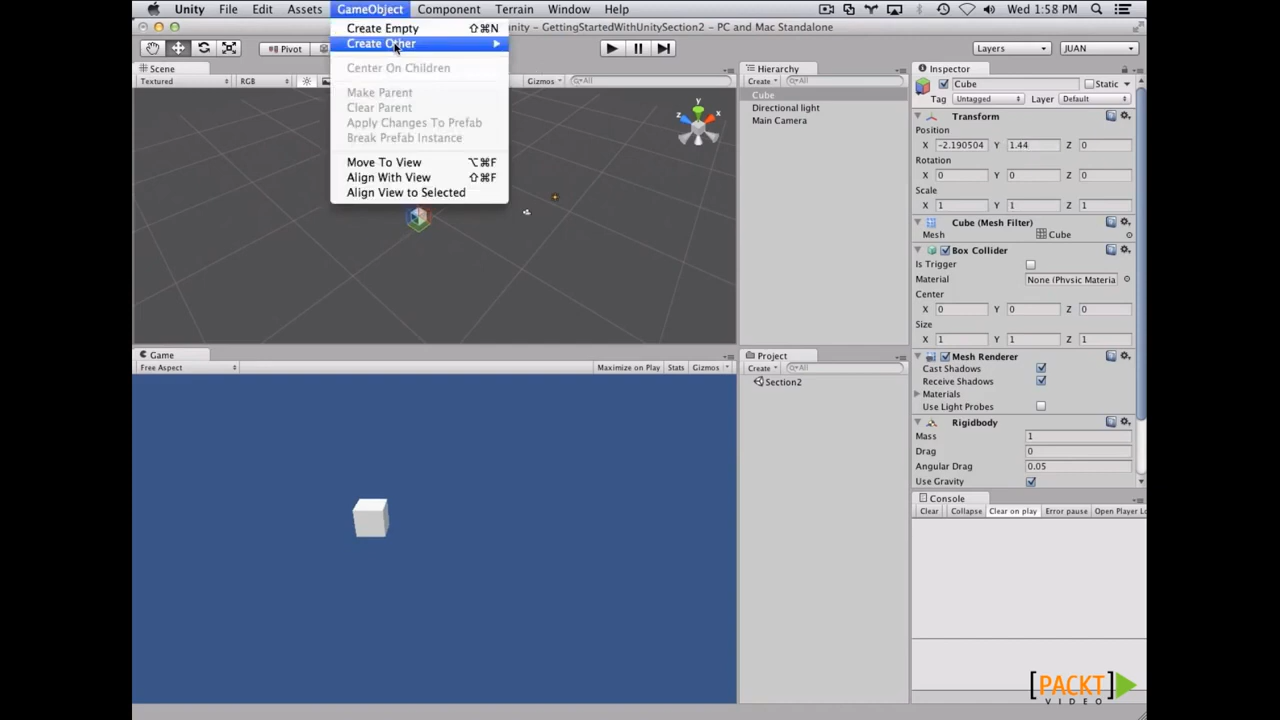 Unity File Edit Assets GameObject Component Terrain Window Help Wed 1:58 PM
nity - GettingStartedWithUnitySection2 - PC and Mac Standalone
Create Empty ⇧⌘N
Create Other
Center On Children
Make Parent
Clear Parent
Apply Changes To Prefab
Break Prefab Instance
Move To View ⌥⌘F
Align With View ⇧⌘F
Align View to Selected
Pivot
Layers JUAN
Scene
Textured RGB Gizmos All
y
z x
Hierarchy
Create All
Cube
Directional light
Main Camera
Game
Free Aspect Maximize on Play Stats Gizmos
Project
Create All
Section2
Inspector
Cube Static
Tag Untagged Layer Default
Transform
Position
X -2.190504 Y 1.44 Z 0
Rotation
X 0 Y 0 Z 0
Scale
X 1 Y 1 Z 1
Cube (Mesh Filter)
Mesh Cube
Box Collider
Is Trigger
Material None (Physic Materia
Center
X 0 Y 0 Z 0
Size
X 1 Y 1 Z 1
Mesh Renderer
Cast Shadows
Receive Shadows
Materials
Use Light Probes
Rigidbody
Mass 1
Drag 0
Angular Drag 0.05
Use Gravity
Console
Clear Collapse Clear on play Error pause Open Player Lo
[PACKT]
VIDEO